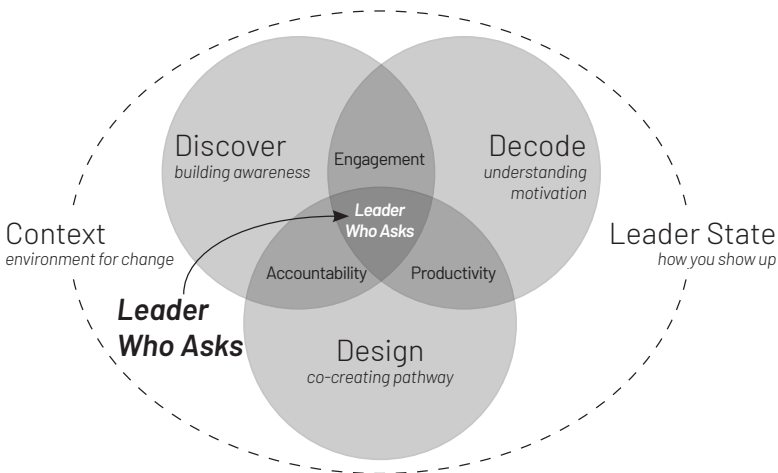 Discover
building awareness
Decode
understanding
motivation
Engagement
Leader
Who Asks
Context
environment for change
Leader State
how you show up
Accountability
Productivity
Leader
Who Asks
Design
co-creating pathway